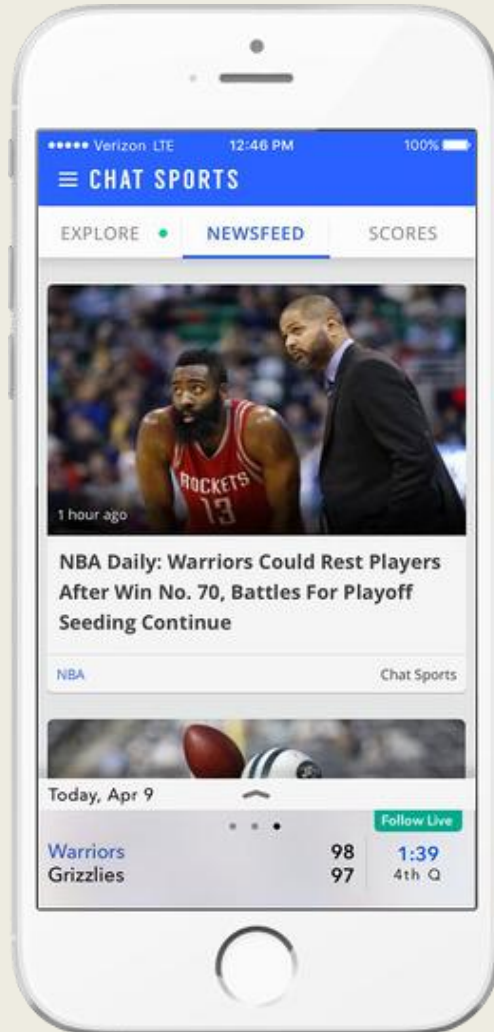 Verizon LTE 12:46 PM 100%
CHAT SPORTS
EXPLORE NEWSFEED SCORES
ROCKETS
13
1 hour ago
NBA Daily: Warriors Could Rest Players
After Win No. 70, Battles For Playoff
Seeding Continue
NBA Chat Sports
Today, Apr 9
Follow Live
Warriors 98 1:39
Grizzlies 97 4th Q